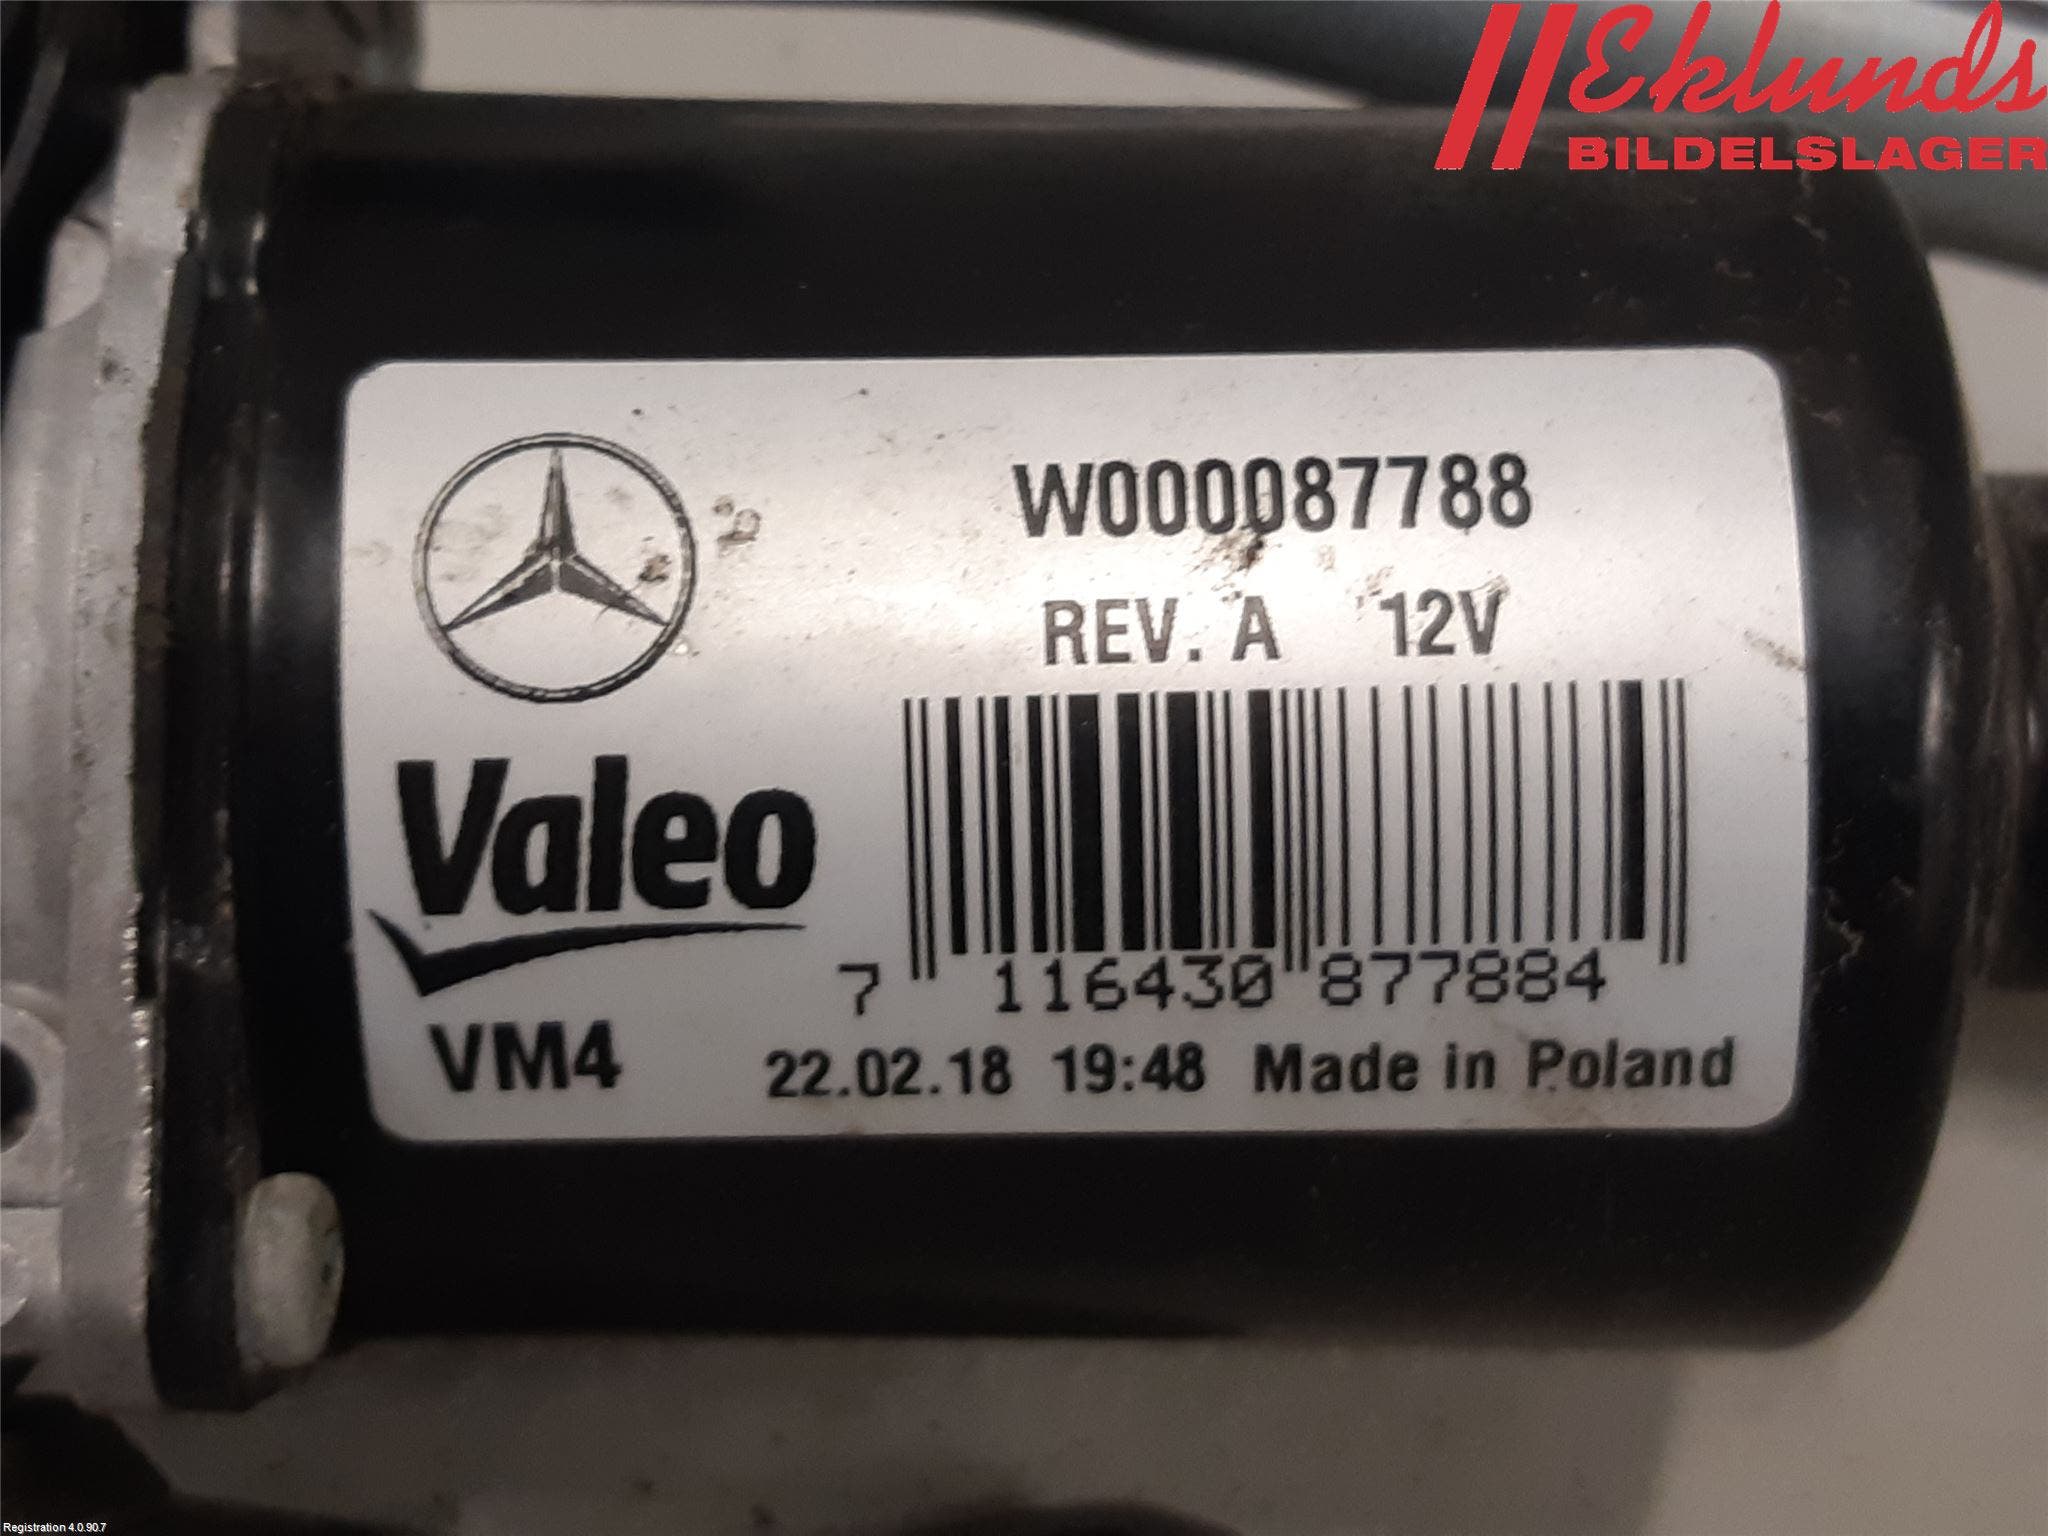 Eklunds
BILDELSLAGER
W000087788
REV. A 12V
Valeo
7 116430 877884
VM4
22.02.18 19:48 Made in Poland
Registration 4.0.90.7